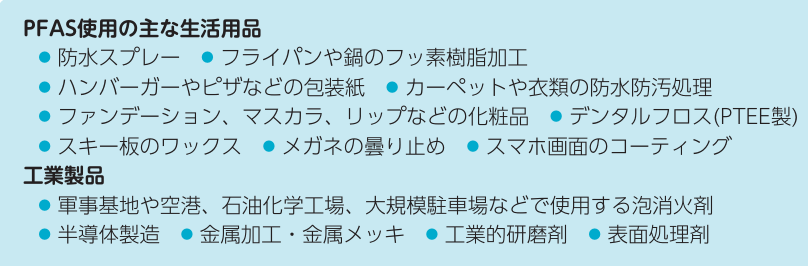 PFAS使用の主な生活用品
● 防水スプレー ● フライパンや鍋のフッ素樹脂加工
● ハンバーガーやピザなどの包装紙 ● カーペットや衣類の防水防汚処理
● ファンデーション、マスカラ、リップなどの化粧品 ● デンタルフロス(PTEE製)
● スキー板のワックス ● メガネの曇り止め ● スマホ画面のコーティング
工業製品
● 軍事基地や空港、石油化学工場、大規模駐車場などで使用する泡消火剤
● 半導体製造 ● 金属加工・金属メッキ ● 工業的研磨剤 ● 表面処理剤